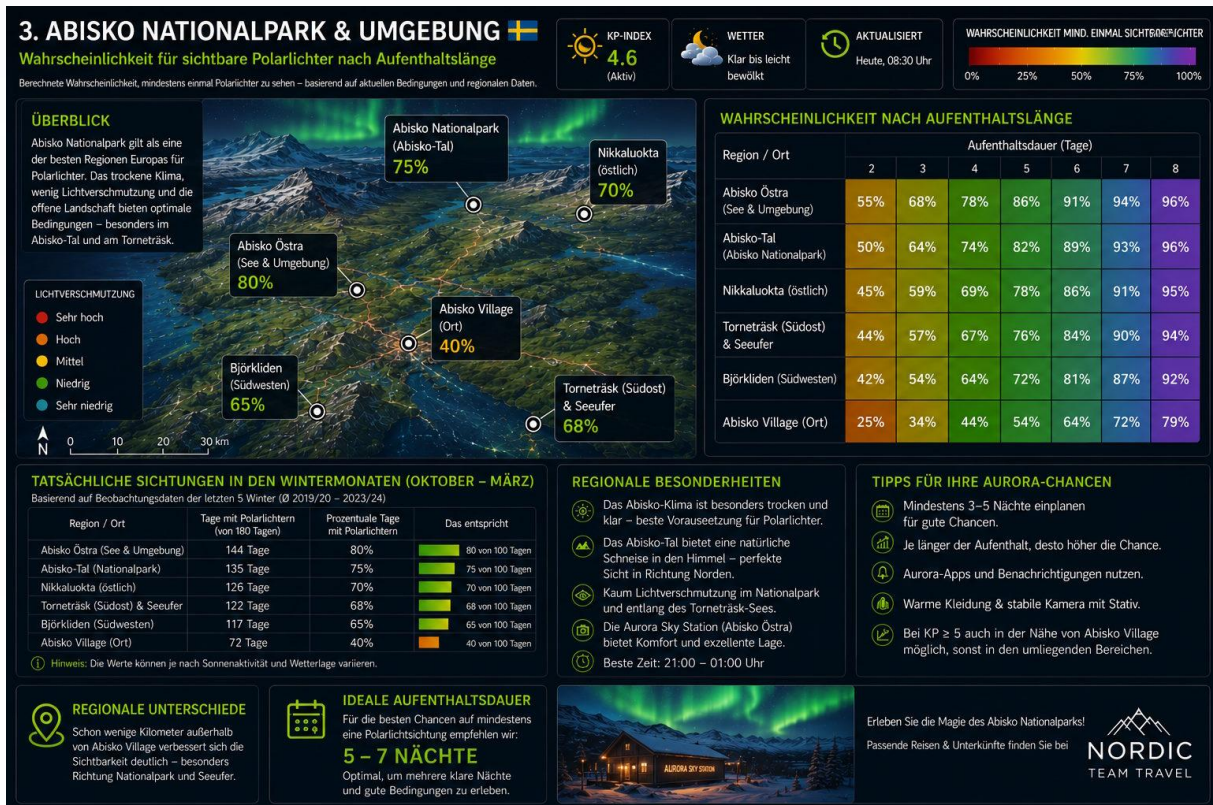 3. ABISKO NATIONALPARK & UMGEBUNG
Wahrscheinlichkeit für sichtbare Polarlichter nach Aufenthaltslänge
Berechnete Wahrscheinlichkeit, mindestens einmal Polarlichter zu sehen – basierend auf aktuellen Bedingungen und regionalen Daten.
KP-INDEX
4.6
(Aktiv)
WETTER
Klar bis leicht
bewölkt
AKTUALISIERT
Heute, 08:30 Uhr
WAHRSCHEINLICHKEIT MIND. EINMAL
0% 25% 50% 75% 100%
ÜBERBLICK
Abisko Nationalpark gilt als eine
der besten Regionen Europas für
Polarlichter. Das trockene Klima,
wenig Lichtverschmutzung und die
offene Landschaft bieten optimale
Bedingungen – besonders im
Abisko-Tal und am Torneträsk.
LICHTVERSCHMUTZUNG
Sehr hoch
Hoch
Mittel
Niedrig
Sehr niedrig
N
0 10 20 30 km
Abisko Nationalpark
(Abisko-Tal)
75%
Nikkaluokta
(östlich)
70%
Abisko Östra
(See & Umgebung)
80%
Abisko Village
(Ort)
40%
Björkliden
(Südwesten)
65%
Torneträsk (Südost)
& Seeufer
68%
WAHRSCHEINLICHKEIT NACH AUFENTHALTSLÄNGE
Region / Ort
Aufenthaltsdauer (Tage)
2 3 4 5 6 7 8
Abisko Östra
(See & Umgebung)
55% 68% 78% 86% 91% 94% 96%
Abisko-Tal
(Abisko Nationalpark)
50% 64% 74% 82% 89% 93% 96%
Nikkaluokta (östlich)
45% 59% 69% 78% 86% 91% 95%
Torneträsk (Südost)
& Seeufer
44% 57% 67% 76% 84% 90% 94%
Björkliden (Südwesten)
42% 54% 64% 72% 81% 87% 92%
Abisko Village (Ort)
25% 34% 44% 54% 64% 72% 79%
TATSÄCHLICHE SICHTUNGEN IN DEN WINTERMONATEN (OKTOBER – MÄRZ)
Basierend auf Beobachtungsdaten der letzten 5 Winter (Ø 2019/20 – 2023/24)
Region / Ort
Tage mit Polarlichtern
(von 180 Tagen)
Prozentuale Tage
mit Polarlichtern
Das entspricht
Abisko Östra (See & Umgebung) 144 Tage 80% 80 von 100 Tagen
Abisko-Tal (Nationalpark) 135 Tage 75% 75 von 100 Tagen
Nikkaluokta (östlich) 126 Tage 70% 70 von 100 Tagen
Torneträsk (Südost) & Seeufer 122 Tage 68% 68 von 100 Tagen
Björkliden (Südwesten) 117 Tage 65% 65 von 100 Tagen
Abisko Village (Ort) 72 Tage 40% 40 von 100 Tagen
Hinweis: Die Werte können je nach Sonnenaktivität und Wetterlage variieren.
REGIONALE BESONDERHEITEN
Das Abisko-Klima ist besonders trocken und
klar – beste Vorauseetzung für Polarlichter.
Das Abisko-Tal bietet eine natürliche
Schneise in den Himmel – perfekte
Sicht in Richtung Norden.
Kaum Lichtverschmutzung im Nationalpark
und entlang des Torneträsk-Sees.
Die Aurora Sky Station (Abisko Östra)
bietet Komfort und exzellente Lage.
Beste Zeit: 21:00 – 01:00 Uhr
TIPPS FÜR IHRE AURORA-CHANCEN
Mindestens 3–5 Nächte einplanen
für gute Chancen.
Je länger der Aufenthalt, desto höher die Chance.
Aurora-Apps und Benachrichtigungen nutzen.
Warme Kleidung & stabile Kamera mit Stativ.
Bei KP ≥ 5 auch in der Nähe von Abisko Village
möglich, sonst in den umliegenden Bereichen.
REGIONALE UNTERSCHIEDE
Schon wenige Kilometer außerhalb
von Abisko Village verbessert sich die
Sichtbarkeit deutlich – besonders
Richtung Nationalpark und Seeufer.
IDEALE AUFENTHALTSDAUER
Für die besten Chancen auf mindestens
eine Polarlichtsichtung empfehlen wir:
5 – 7 NÄCHTE
Optimal, um mehrere klare Nächte
und gute Bedingungen zu erleben.
AURORA SKY STATION
Erleben Sie die Magie des Abisko Nationalparks!
Passende Reisen & Unterkünfte finden Sie bei
NORDIC
TEAM TRAVEL